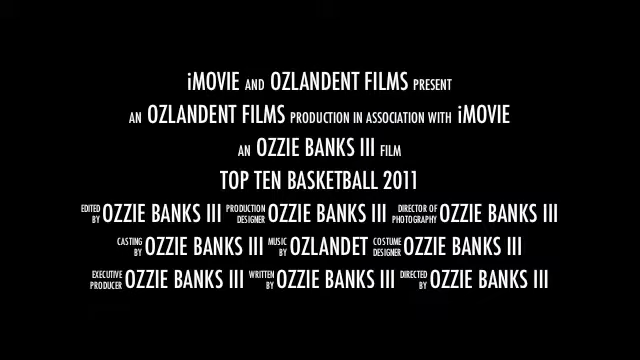 iMOVIE AND OZLANDENT FILMS PRESENT
AN OZLANDENT FILMS PRODUCTION IN ASSOCIATION WITH iMOVIE
AN OZZIE BANKS III FILM
TOP TEN BASKETBALL 2011
EDITED BY OZZIE BANKS III PRODUCTION DESIGNER OZZIE BANKS III DIRECTOR OF PHOTOGRAPHY OZZIE BANKS III
CASTING BY OZZIE BANKS III MUSIC BY OZLANDET COSTUME DESIGNER OZZIE BANKS III
EXECUTIVE PRODUCER OZZIE BANKS III WRITTEN BY OZZIE BANKS III DIRECTED BY OZZIE BANKS III